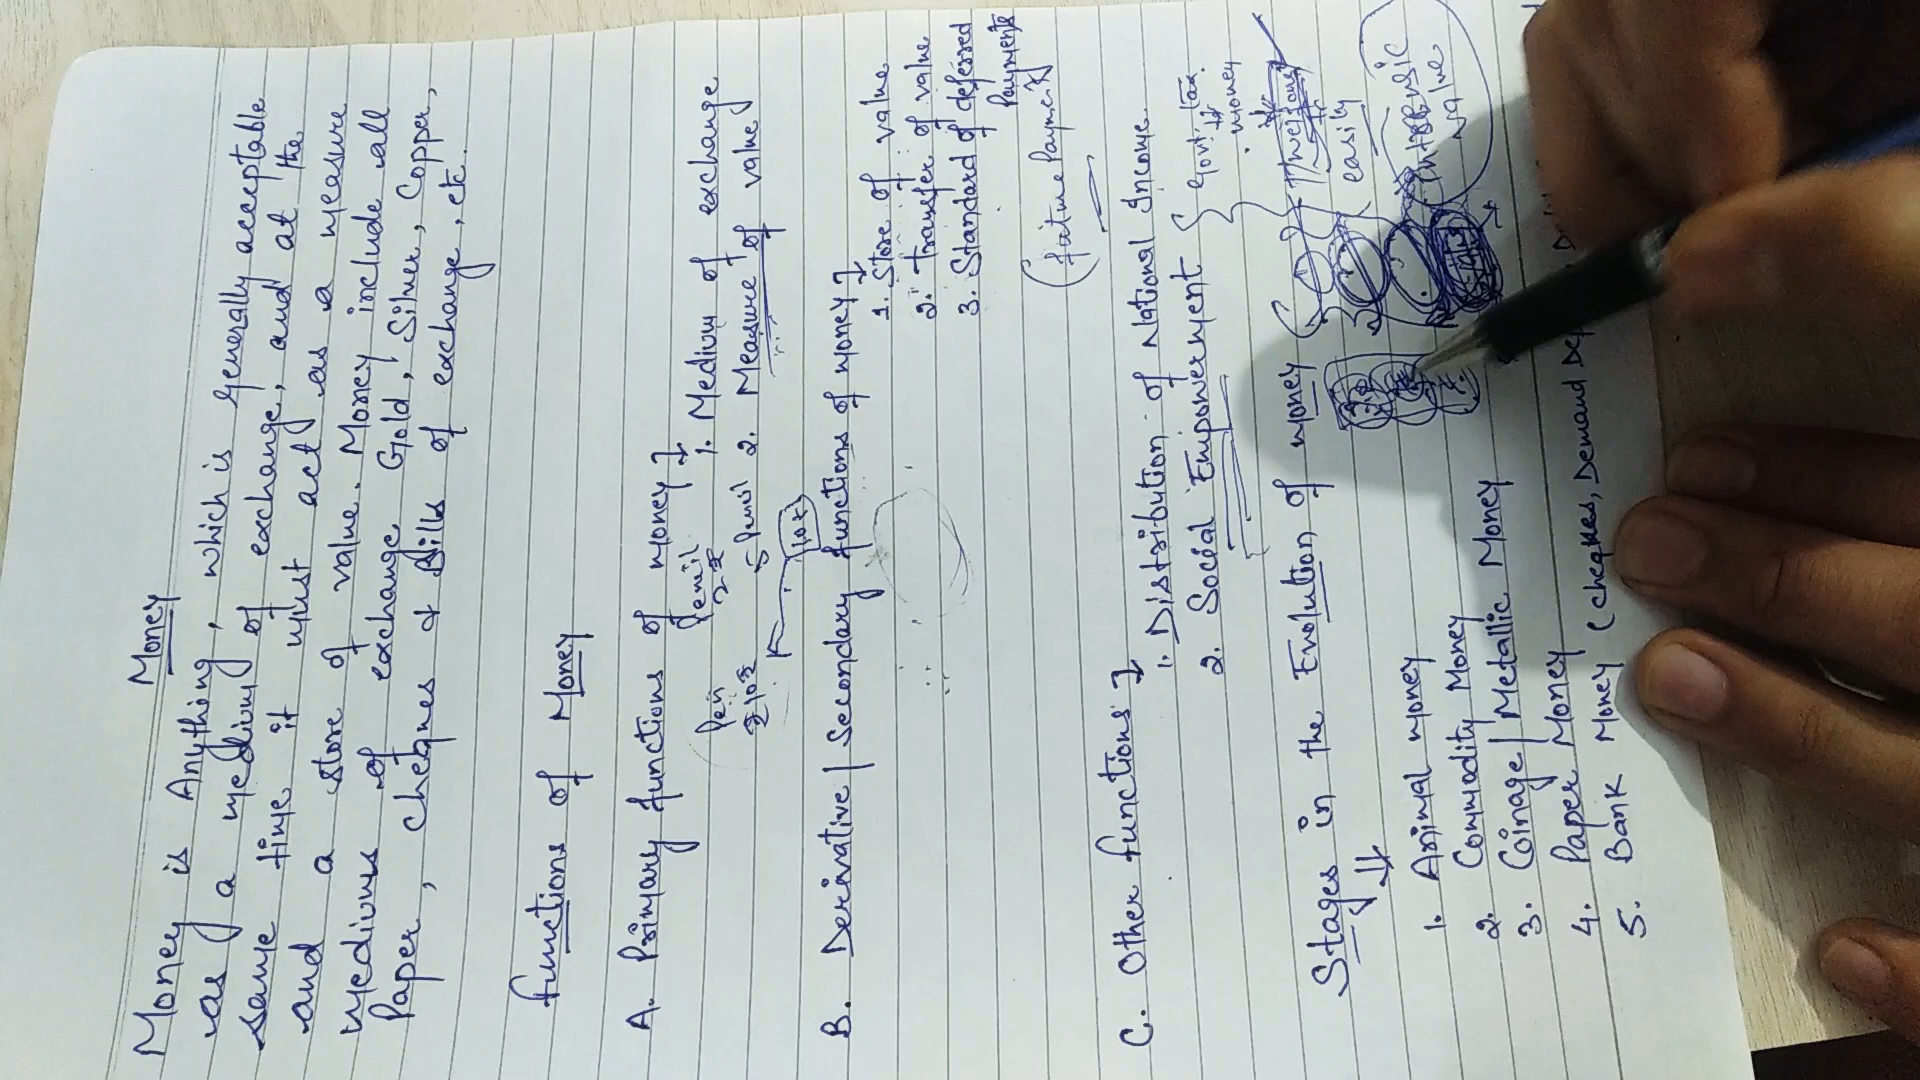 Money
Money is Anything, which is generally acceptable
as a medium of exchange, and at the
same time it must act as a measure
and a store of value. Money include all
mediums of exchange Gold, Silver, Copper,
Paper, cheques & Bills of exchange, etc.
functions of Money
A. Primary functions of money
1. Medium of exchange
2. Measure of value
Pen
Pencil
B. Derivative / Secondary functions of money
1. Store of value
2. Transfer of value
3. Standard of deferred
Payments
(future Payment)
C. Other functions
1. Distribution of National Income
2. Social Empowerment
Govt. tax.
money
Stages in the Evolution of money
easily
value
1. Animal money
2. Commodity Money
3. Coinage / Metallic Money
4. Paper Money
5. Bank Money (cheques, Demand